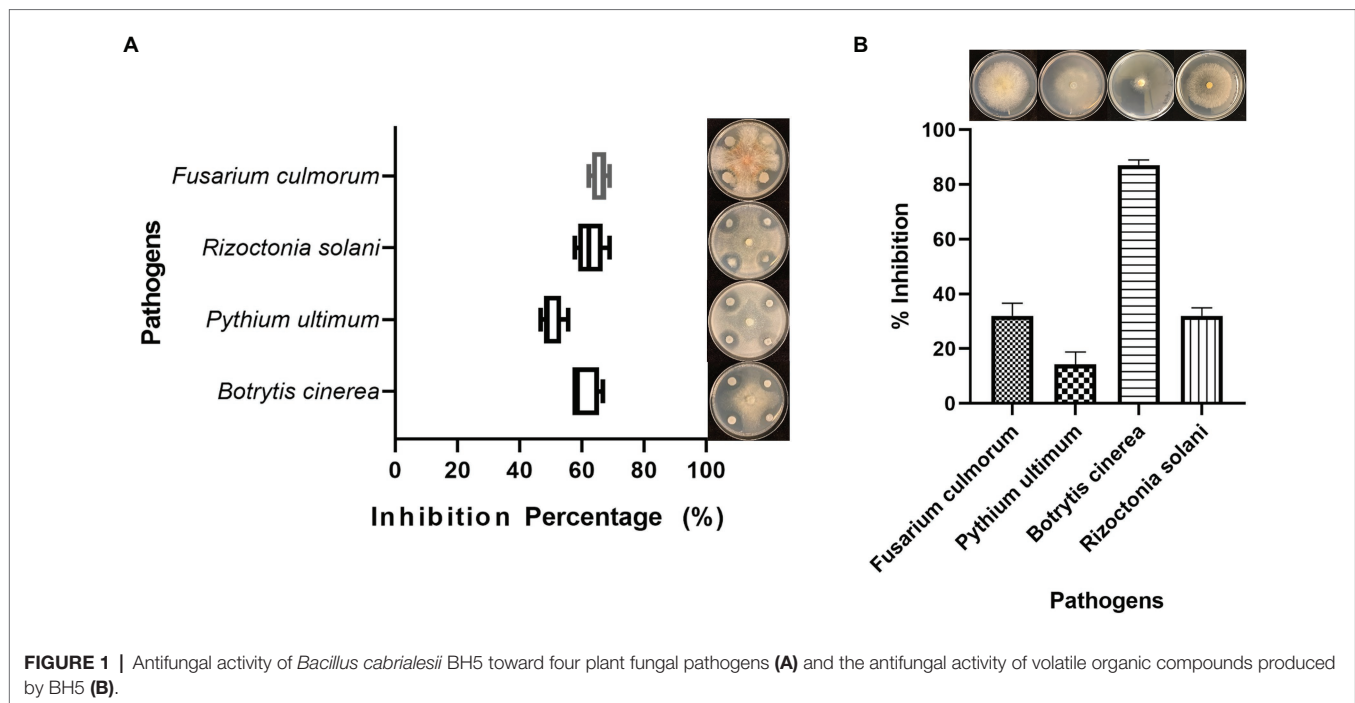 A
Pathogens
Fusarium culmorum
Rizoctonia solani
Pythium ultimum
Botrytis cinerea
0 20 40 60 80 100
Inhibition Percentage (%)
B
% Inhibition
100
80
60
40
20
0
Fusarium culmorum
Pythium ultimum
Botrytis cinerea
Rizoctonia solani
Pathogens
FIGURE 1 | Antifungal activity of Bacillus cabrialesii BH5 toward four plant fungal pathogens (A) and the antifungal activity of volatile organic compounds produced
by BH5 (B).